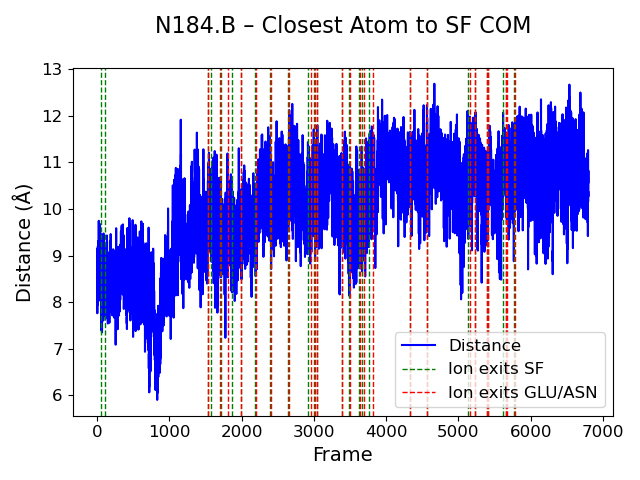 N184.B – Closest Atom to SF COM
13
12
11
10
9
8
7
6
Distance (Å)
Distance
Ion exits SF
Ion exits GLU/ASN
0 1000 2000 3000 4000 5000 6000 7000
Frame